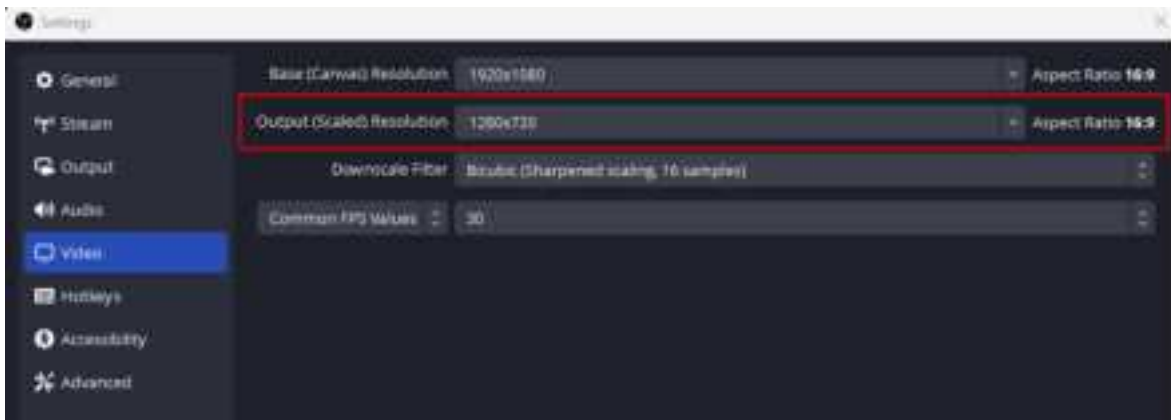 Settings
General
Stream
Output
Audio
Video
Hotkeys
Accessibility
Advanced
Base (Canvas) Resolution 1920x1080 Aspect Ratio 16:9
Output (Scaled) Resolution 1280x720 Aspect Ratio 16:9
Downscale Filter Bicubic (Sharpened scaling, 16 samples)
Common FPS Values 30